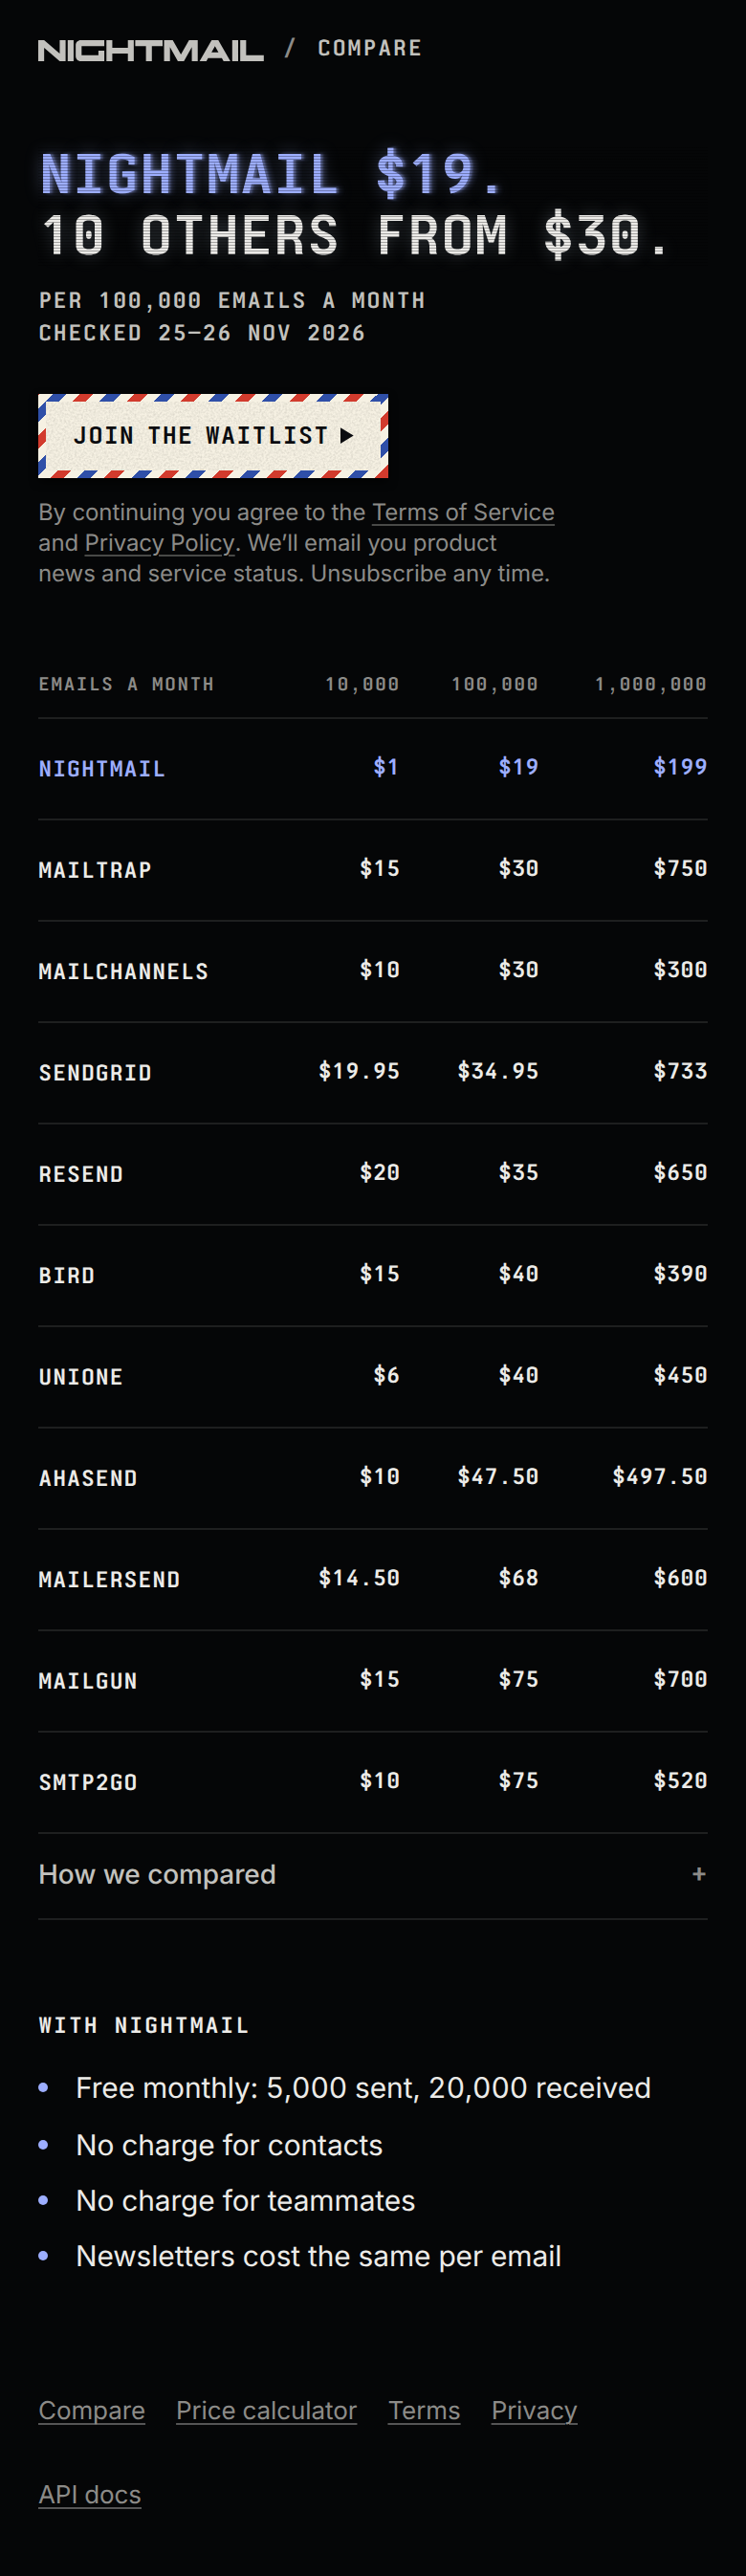 NIGHTMAIL / COMPARE
NIGHTMAIL $19.
10 OTHERS FROM $30.
PER 100,000 EMAILS A MONTH
CHECKED 25–26 NOV 2026
JOIN THE WAITLIST ▶
By continuing you agree to the Terms of Service
and Privacy Policy. We’ll email you product
news and service status. Unsubscribe any time.
EMAILS A MONTH 10,000 100,000 1,000,000
NIGHTMAIL $1 $19 $199
MAILTRAP $15 $30 $750
MAILCHANNELS $10 $30 $300
SENDGRID $19.95 $34.95 $733
RESEND $20 $35 $650
BIRD $15 $40 $390
UNIONE $6 $40 $450
AHASEND $10 $47.50 $497.50
MAILERSEND $14.50 $68 $600
MAILGUN $15 $75 $700
SMTP2GO $10 $75 $520
How we compared +
WITH NIGHTMAIL
Free monthly: 5,000 sent, 20,000 received
No charge for contacts
No charge for teammates
Newsletters cost the same per email
Compare Price calculator Terms Privacy
API docs